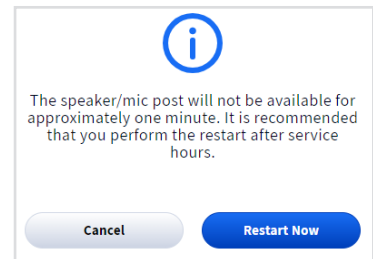 The speaker/mic post will not be available for
approximately one minute. It is recommended
that you perform the restart after service
hours.
Cancel
Restart Now